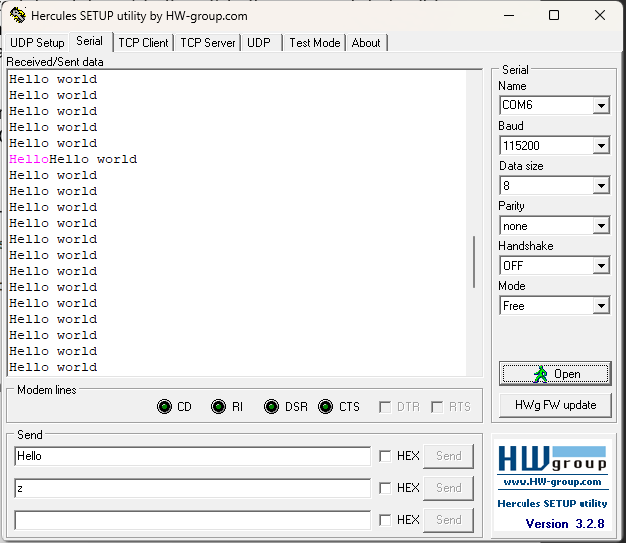 Hercules SETUP utility by HW-group.com
UDP Setup Serial TCP Client TCP Server UDP Test Mode About
Received/Sent data
Hello world
Hello world
Hello world
Hello world
Hello world
HelloHello world
Hello world
Hello world
Hello world
Hello world
Hello world
Hello world
Hello world
Hello world
Hello world
Hello world
Hello world
Hello world
Hello world
Serial
Name
COM6
Baud
115200
Data size
8
Parity
none
Handshake
OFF
Mode
Free
Open
HWg FW update
Modem lines
CD RI DSR CTS DTR RTS
Send
Hello HEX Send
z HEX Send
HEX Send
HWgroup
www.HW-group.com
Hercules SETUP utility
Version 3.2.8